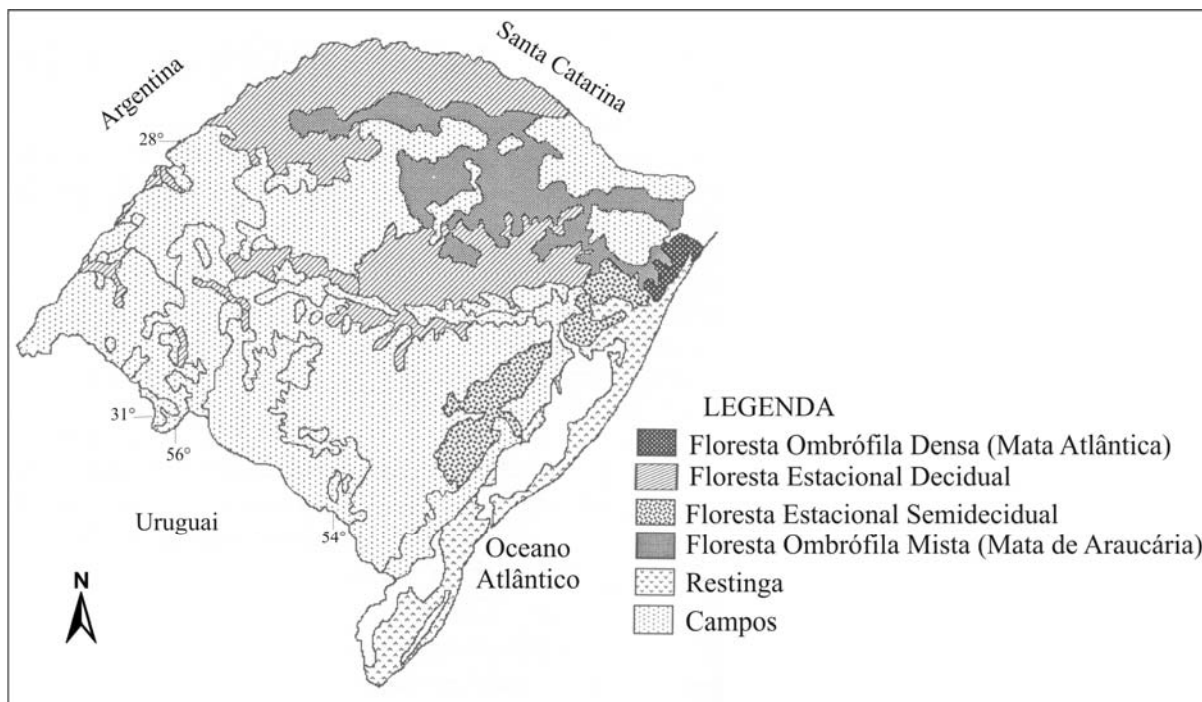 Santa Catarina
Argentina
28°
31°
56°
Uruguai
54°
Oceano
Atlântico
N
LEGENDA
Floresta Ombrófila Densa (Mata Atlântica)
Floresta Estacional Decidual
Floresta Estacional Semidecidual
Floresta Ombrófila Mista (Mata de Araucária)
Restinga
Campos